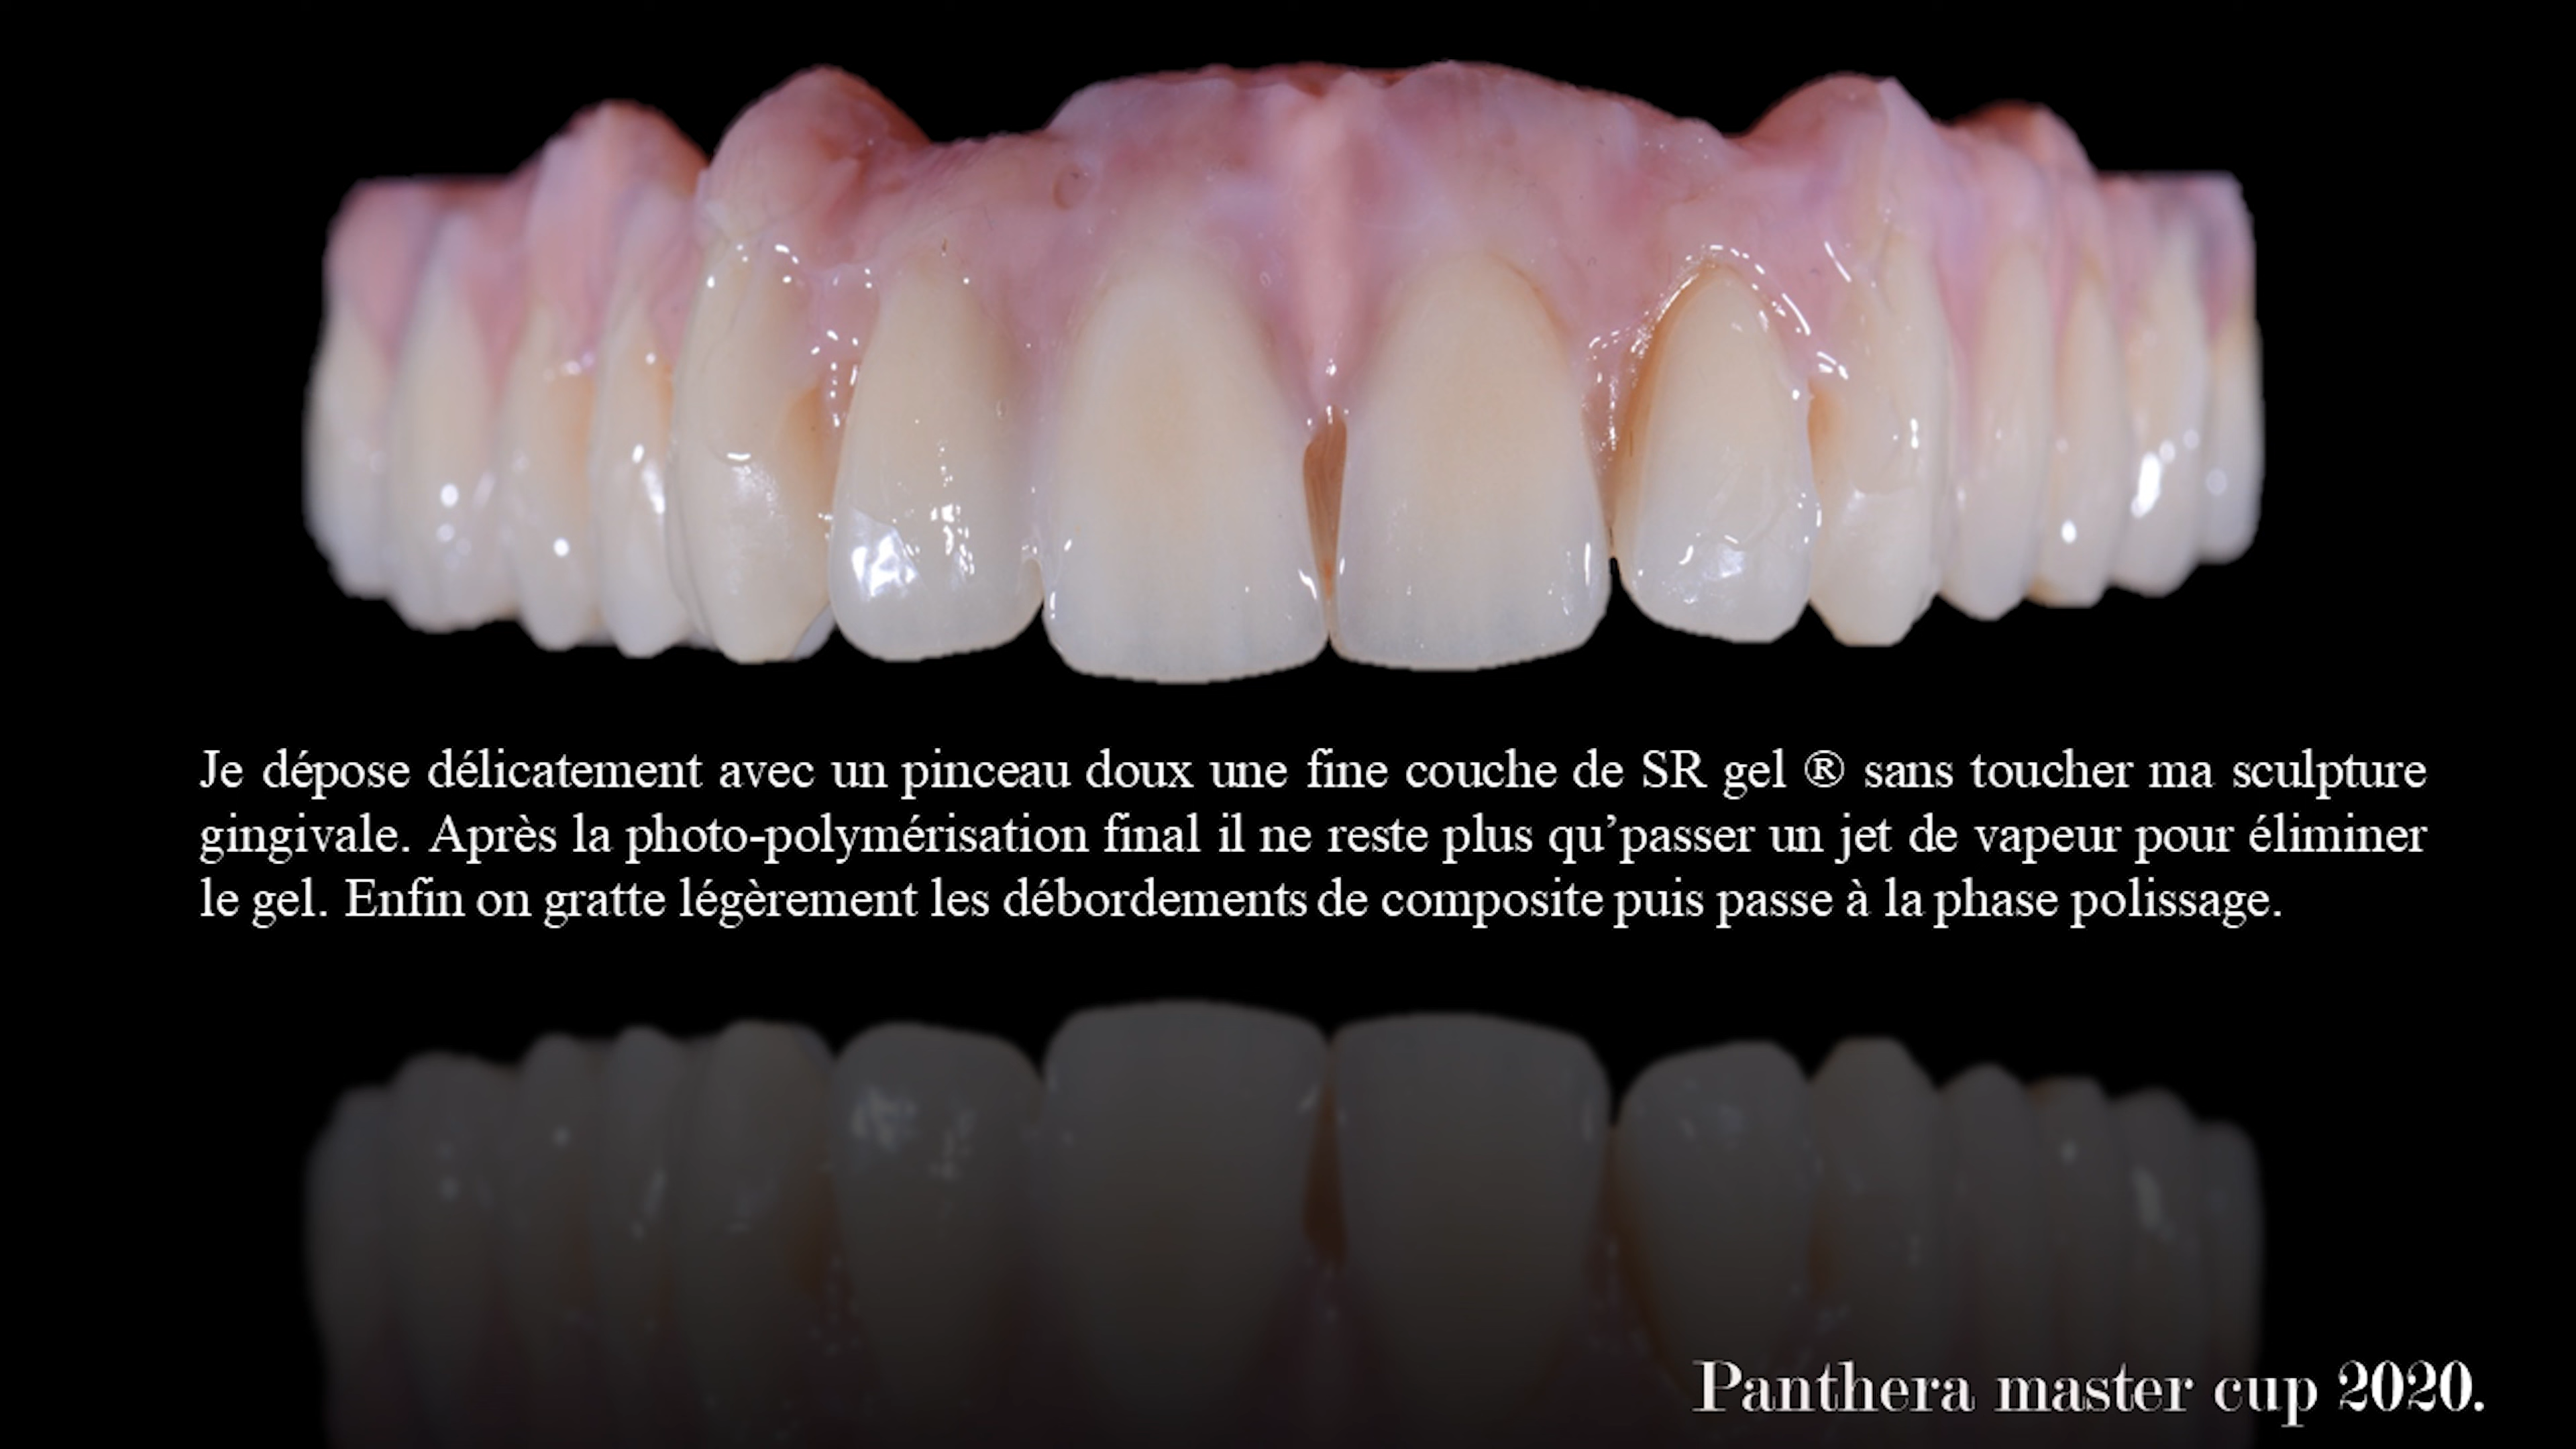 Je dépose délicatement avec un pinceau doux une fine couche de SR gel ® sans toucher ma sculpture
gingivale. Après la photo-polymérisation final il ne reste plus qu’passer un jet de vapeur pour éliminer
le gel. Enfin on gratte légèrement les débordements de composite puis passe à la phase polissage.
Panthera master cup 2020.